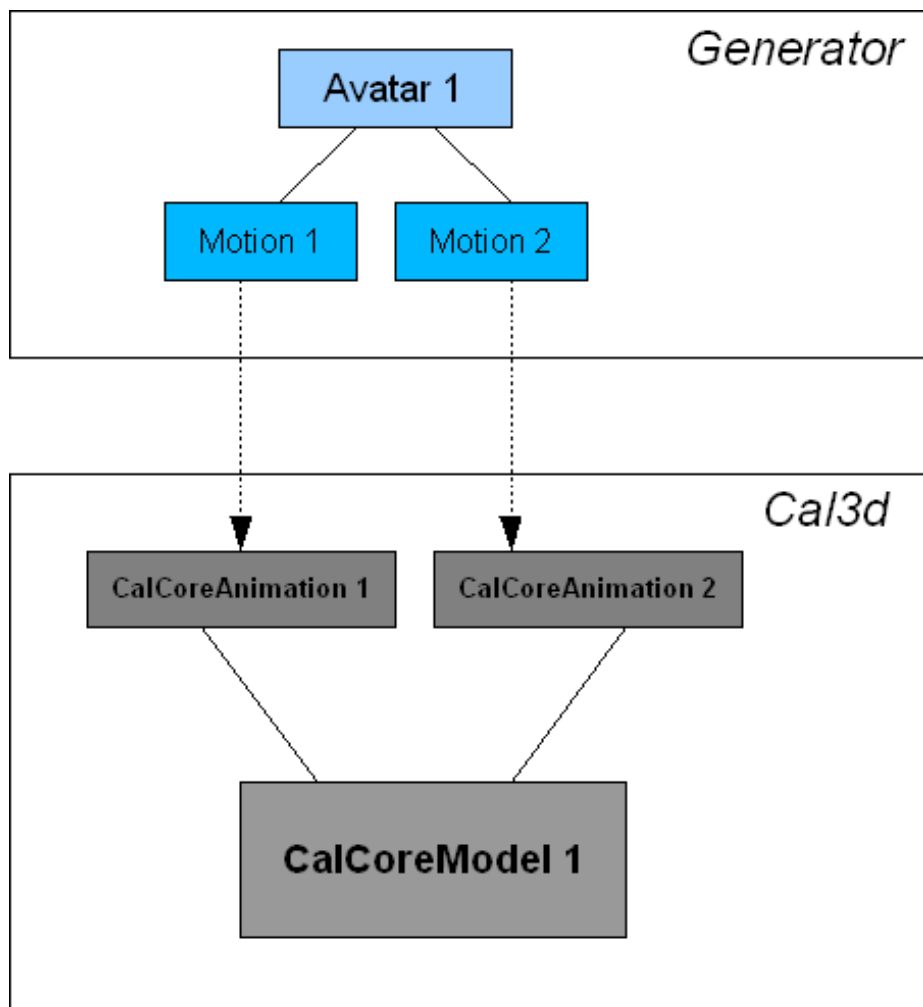 Generator
Avatar 1
Motion 1
Motion 2
Cal3d
CalCoreAnimation 1
CalCoreAnimation 2
CalCoreModel 1